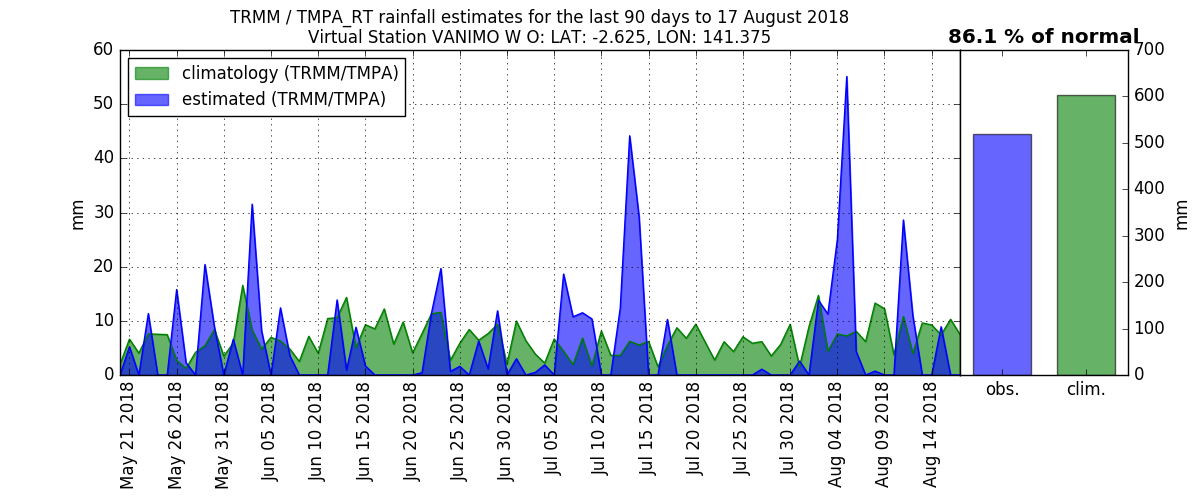 TRMM / TMPA_RT rainfall estimates for the last 90 days to 17 August 2018
Virtual Station VANIMO W O: LAT: -2.625, LON: 141.375
86.1 % of normal
climatology (TRMM/TMPA)
estimated (TRMM/TMPA)
60
50
40
30
20
10
0
mm
May 21 2018
May 26 2018
May 31 2018
Jun 05 2018
Jun 10 2018
Jun 15 2018
Jun 20 2018
Jun 25 2018
Jun 30 2018
Jul 05 2018
Jul 10 2018
Jul 15 2018
Jul 20 2018
Jul 25 2018
Jul 30 2018
Aug 04 2018
Aug 09 2018
Aug 14 2018
obs.
clim.
700
600
500
400
300
200
100
0
mm